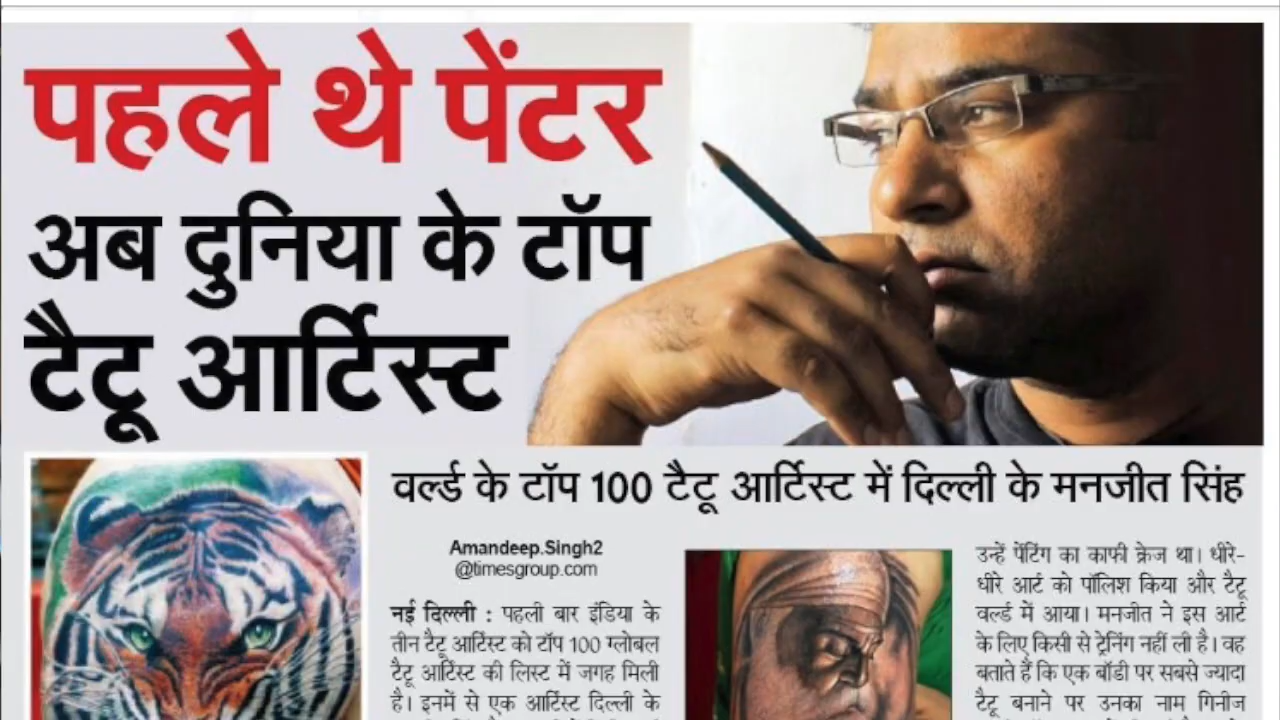 पहले थे पेंटर
अब दुनिया के टॉप
टैटू आर्टिस्ट
वर्ल्ड के टॉप 100 टैटू आर्टिस्ट में दिल्ली के मनजीत सिंह
Amandeep.Singh2
@timesgroup.com
नई दिल्ली : पहली बार इंडिया के
तीन टैटू आर्टिस्ट को टॉप 100 ग्लोबल
टैटू आर्टिस्ट की लिस्ट में जगह मिली
है। इनमें से एक आर्टिस्ट दिल्ली के
उन्हें पेंटिंग का काफी क्रेज था। धीरे-
धीरे आर्ट को पॉलिश किया और टैटू
वर्ल्ड में आया। मनजीत ने इस आर्ट
के लिए किसी से ट्रेनिंग नहीं ली है। वह
बताते हैं कि एक बॉडी पर सबसे ज्यादा
टैटू बनाने पर उनका नाम गिनीज